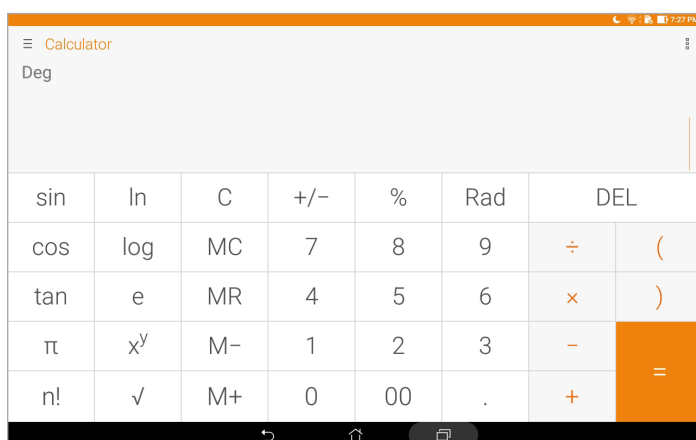 7:27 PM
Calculator
Deg
sin ln C +/− % Rad DEL
cos log MC 7 8 9 ÷ (
tan e MR 4 5 6 × )
π xʸ M− 1 2 3 −
=
n! √ M+ 0 00 . +